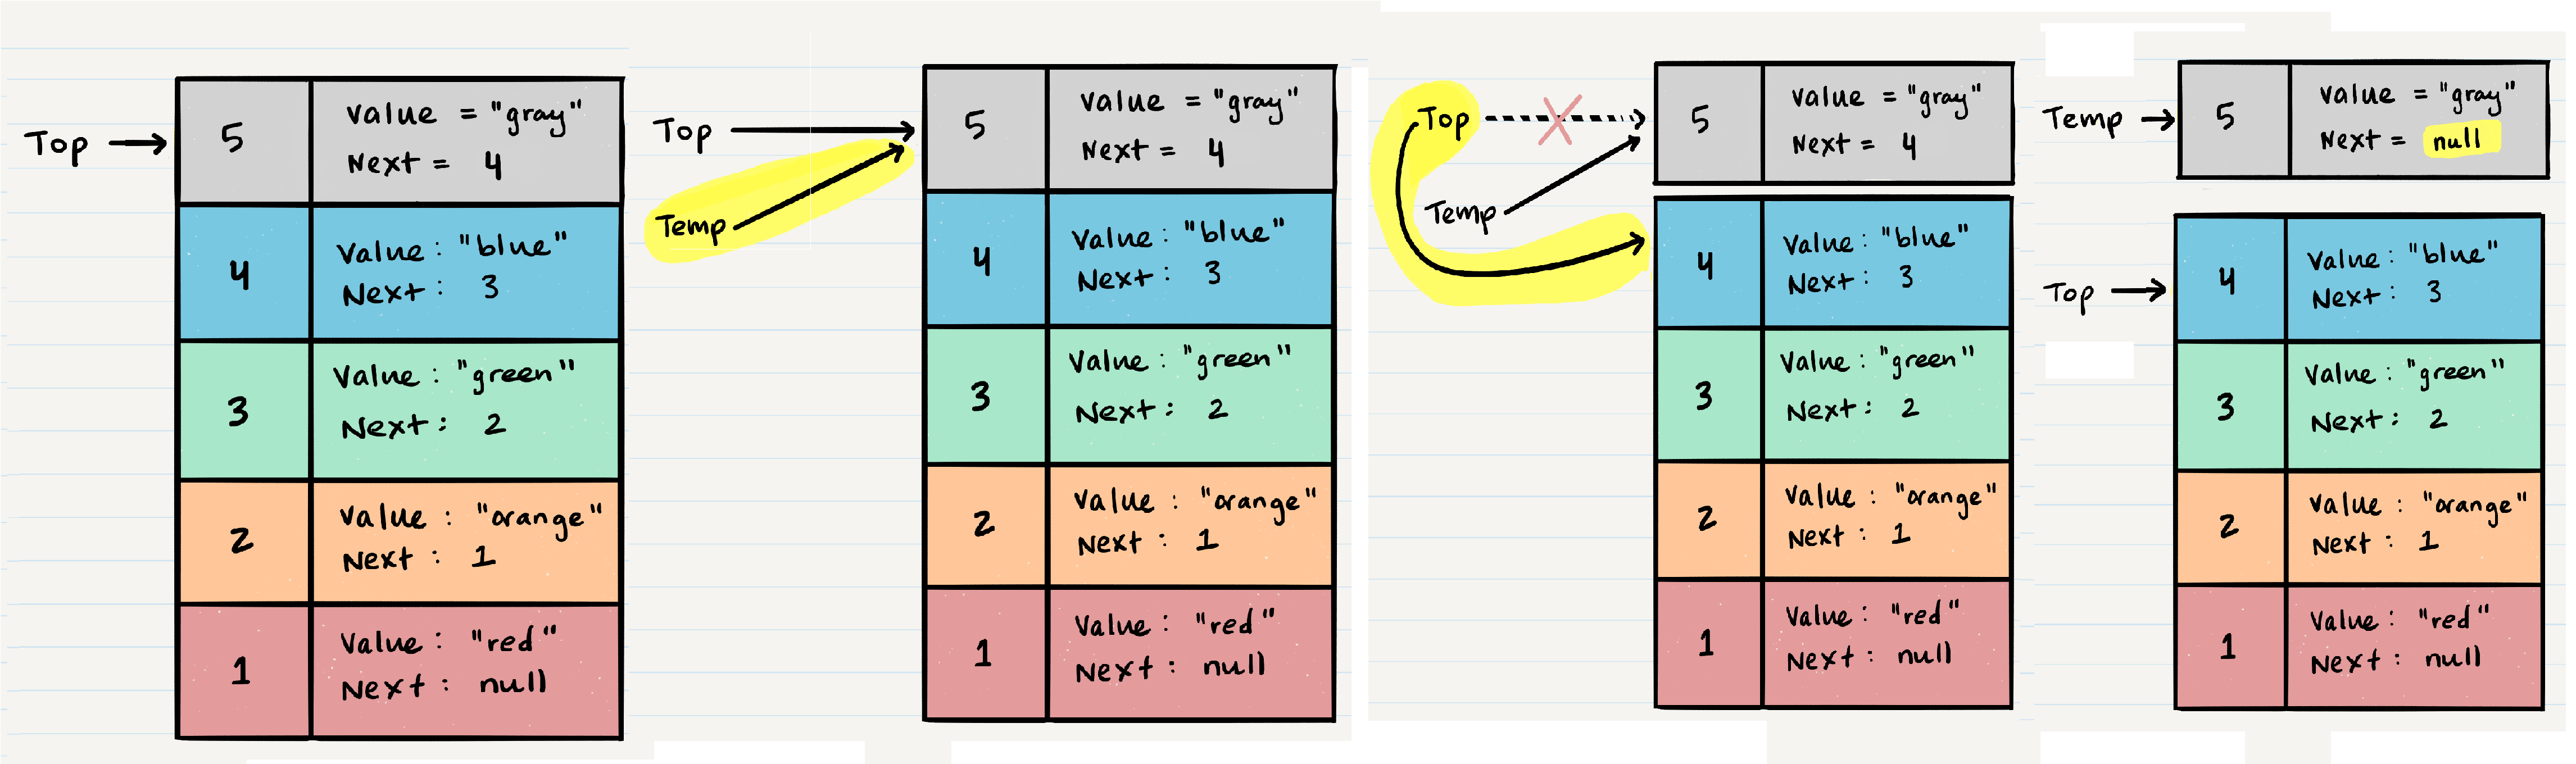 Top
5
Value = "gray"
Next = 4
4
Value : "blue"
Next : 3
3
Value : "green"
Next : 2
2
Value : "orange"
Next : 1
1
Value : "red"
Next : null
Top
Temp
5
Value = "gray"
Next = 4
4
Value : "blue"
Next : 3
3
Value : "green"
Next : 2
2
Value : "orange"
Next : 1
1
Value : "red"
Next : null
Top
Temp
5
Value = "gray"
Next = 4
4
Value : "blue"
Next : 3
3
Value : "green"
Next : 2
2
Value : "orange"
Next : 1
1
Value : "red"
Next : null
Temp
5
Value = "gray"
Next = null
Top
4
Value : "blue"
Next : 3
3
Value : "green"
Next : 2
2
Value : "orange"
Next : 1
1
Value : "red"
Next : null